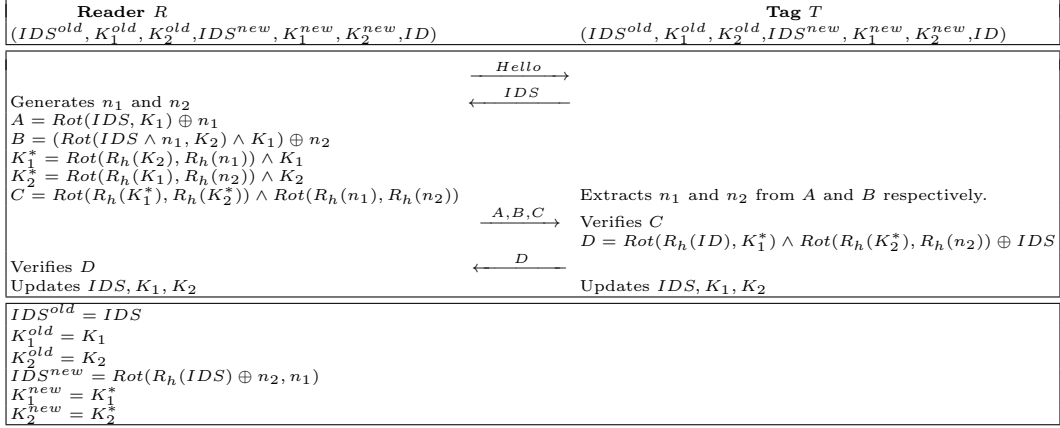 Reader R Tag T
(IDS^old, K_1^old, K_2^old, IDS^new, K_1^new, K_2^new, ID) (IDS^old, K_1^old, K_2^old, IDS^new, K_1^new, K_2^new, ID)
Hello
IDS
Generates n_1 and n_2
A = Rot(IDS, K_1) ⊕ n_1
B = (Rot(IDS ∧ n_1, K_2) ∧ K_1) ⊕ n_2
K_1^* = Rot(R_h(K_2), R_h(n_1)) ∧ K_1
K_2^* = Rot(R_h(K_1), R_h(n_2)) ∧ K_2
C = Rot(R_h(K_1^*), R_h(K_2^*)) ∧ Rot(R_h(n_1), R_h(n_2)) Extracts n_1 and n_2 from A and B respectively.
A,B,C Verifies C
D = Rot(R_h(ID), K_1^*) ∧ Rot(R_h(K_2^*), R_h(n_2)) ⊕ IDS
Verifies D D
Updates IDS, K_1, K_2 Updates IDS, K_1, K_2
IDS^old = IDS
K_1^old = K_1
K_2^old = K_2
IDS^new = Rot(R_h(IDS) ⊕ n_2, n_1)
K_1^new = K_1^*
K_2^new = K_2^*